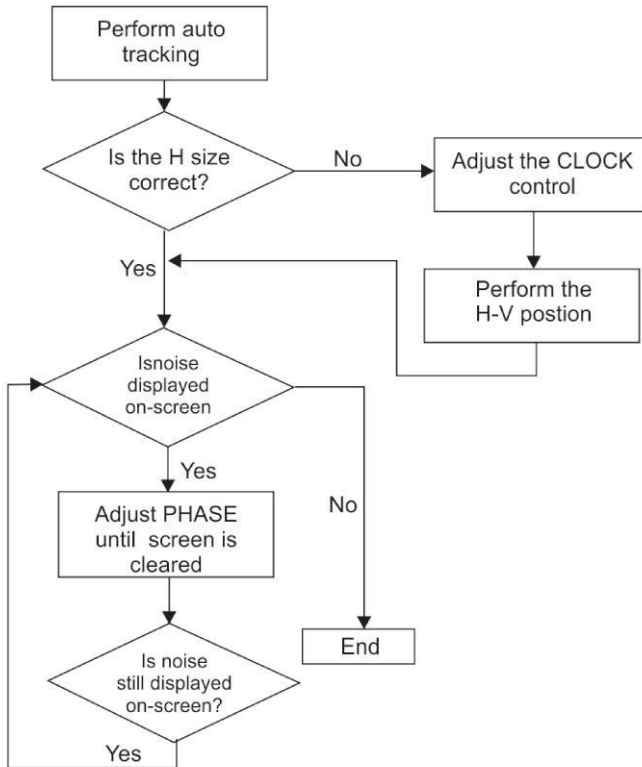 Perform auto
tracking
Is the H size
correct?
No
Adjust the CLOCK
control
Yes
Perform the
H-V postion
Isnoise
displayed
on-screen
Yes
No
Adjust PHASE
until screen is
cleared
End
Is noise
still displayed
on-screen?
Yes